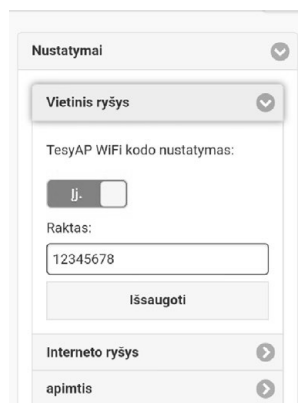 Nustatymai
Vietinis ryšys
TesyAP WiFi kodo nustatymas:
Įj.
Raktas:
12345678
Išsaugoti
Interneto ryšys
apimtis